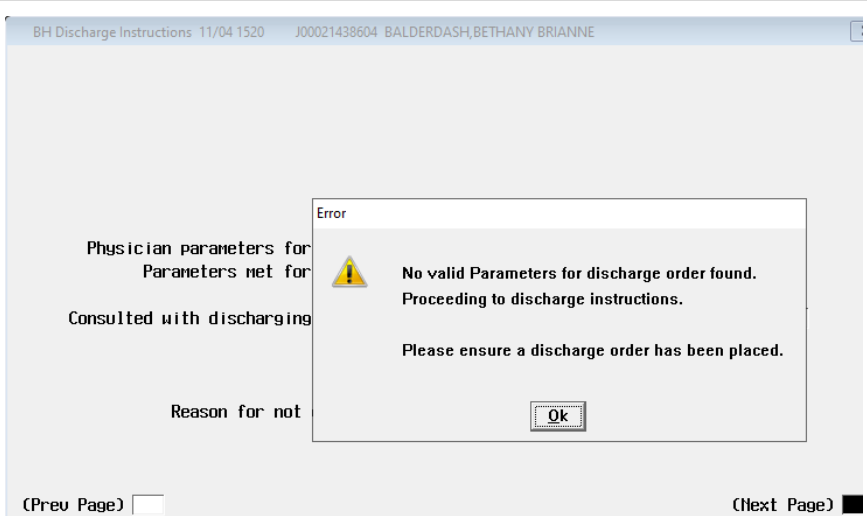 BH Discharge Instructions 11/04 1520 J00021438604 BALDERDASH,BETHANY BRIANNE
Error
Physician parameters for
Parameters met for
No valid Parameters for discharge order found.
Proceeding to discharge instructions.
Consulted with discharging
Please ensure a discharge order has been placed.
Reason for not
Ok
(Prev Page)
(Next Page)